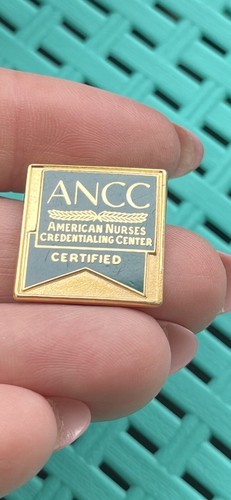 ANCC
AMERICAN NURSES
CREDENTIALING CENTER
CERTIFIED